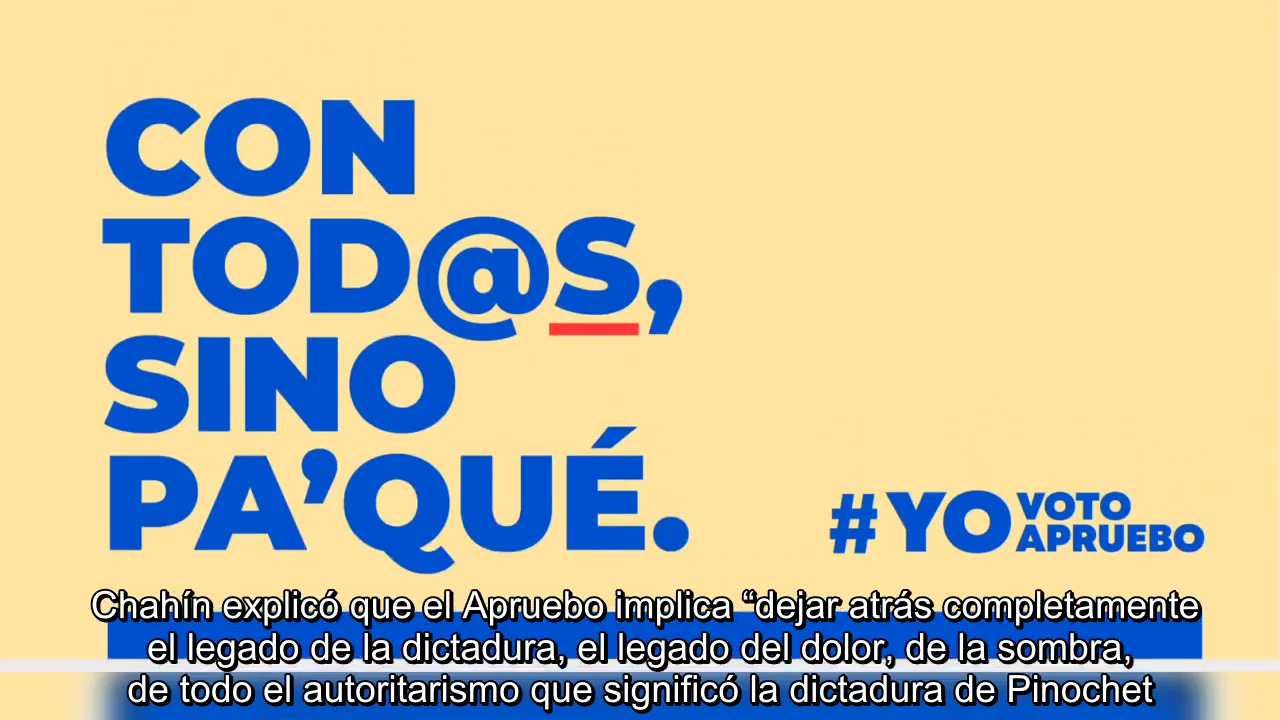 CON
TOD@S,
SINO
PA’QUÉ.
#YO VOTO
APRUEBO
Chahín explicó que el Apruebo implica “dejar atrás completamente
el legado de la dictadura, el legado del dolor, de la sombra,
de todo el autoritarismo que significó la dictadura de Pinochet